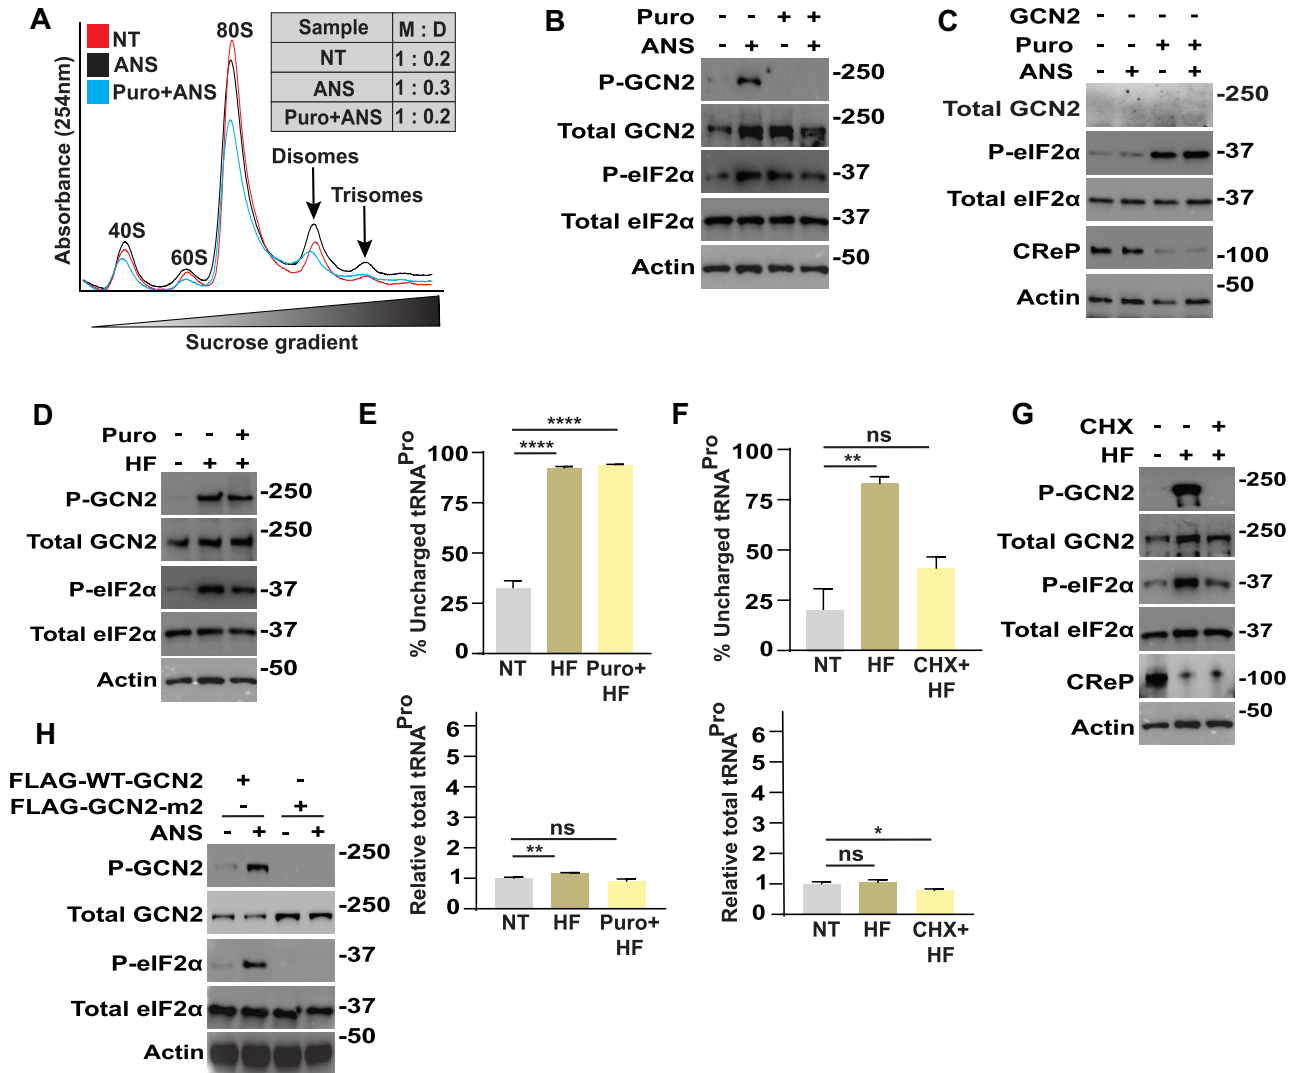 A
NT
ANS
Puro+ANS
Absorbance (254nm)
80S
40S
60S
Disomes
Trisomes
Sample M : D
NT 1 : 0.2
ANS 1 : 0.3
Puro+ANS 1 : 0.2
Sucrose gradient
B
Puro - - + +
ANS - + - +
P-GCN2 -250
Total GCN2 -250
P-eIF2α -37
Total eIF2α -37
Actin -50
C
GCN2 - - - -
Puro - - + +
ANS - + - +
Total GCN2 -250
P-eIF2α -37
Total eIF2α -37
CReP -100
Actin -50
D
Puro - - +
HF - + +
P-GCN2 -250
Total GCN2 -250
P-eIF2α -37
Total eIF2α -37
Actin -50
E
% Uncharged tRNAPro
100
75
50
25
0
****
****
NT HF Puro+
HF
Relative total tRNAPro
6
5
4
3
2
1
0
ns
**
NT HF Puro+
HF
F
% Uncharged tRNAPro
100
75
50
25
0
ns
**
NT HF CHX+
HF
Relative total tRNAPro
6
5
4
3
2
1
0
*
ns
NT HF CHX+
HF
G
CHX - - +
HF - + +
P-GCN2 -250
Total GCN2 -250
P-eIF2α -37
Total eIF2α -37
CReP -100
Actin -50
H
FLAG-WT-GCN2 + -
FLAG-GCN2-m2 - +
ANS - + - +
P-GCN2 -250
Total GCN2 -250
P-eIF2α -37
Total eIF2α -37
Actin -50